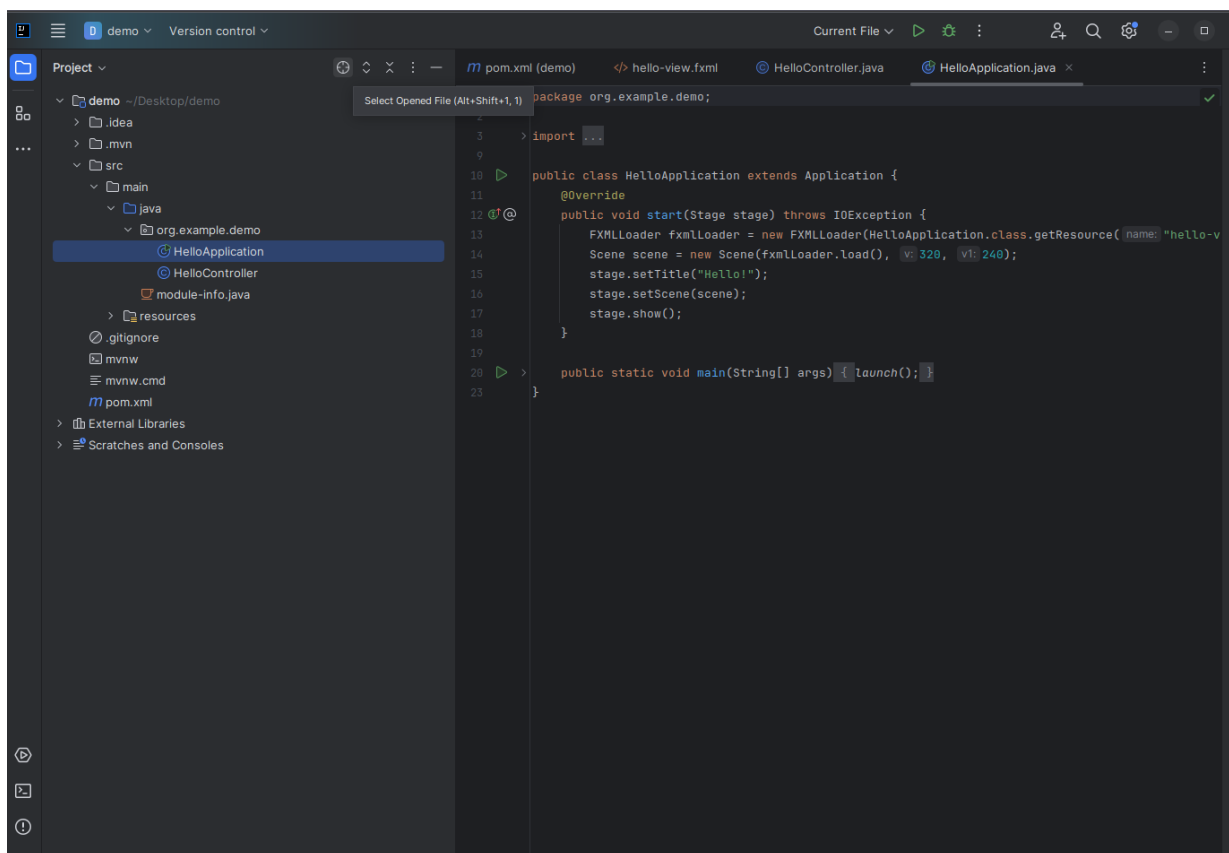 demo
Version control
Current File
Project
pom.xml (demo)
hello-view.fxml
HelloController.java
HelloApplication.java
Select Opened File (Alt+Shift+1, 1)
demo ~/Desktop/demo
.idea
.mvn
src
main
java
org.example.demo
HelloApplication
HelloController
module-info.java
resources
.gitignore
mvnw
mvnw.cmd
pom.xml
External Libraries
Scratches and Consoles
package org.example.demo;
2
3 import ...
9
10 public class HelloApplication extends Application {
11 @Override
12 public void start(Stage stage) throws IOException {
13 FXMLLoader fxmlLoader = new FXMLLoader(HelloApplication.class.getResource( name: "hello-v
14 Scene scene = new Scene(fxmlLoader.load(), v: 320, v1: 240);
15 stage.setTitle("Hello!");
16 stage.setScene(scene);
17 stage.show();
18 }
19
20 public static void main(String[] args) { launch(); }
23 }